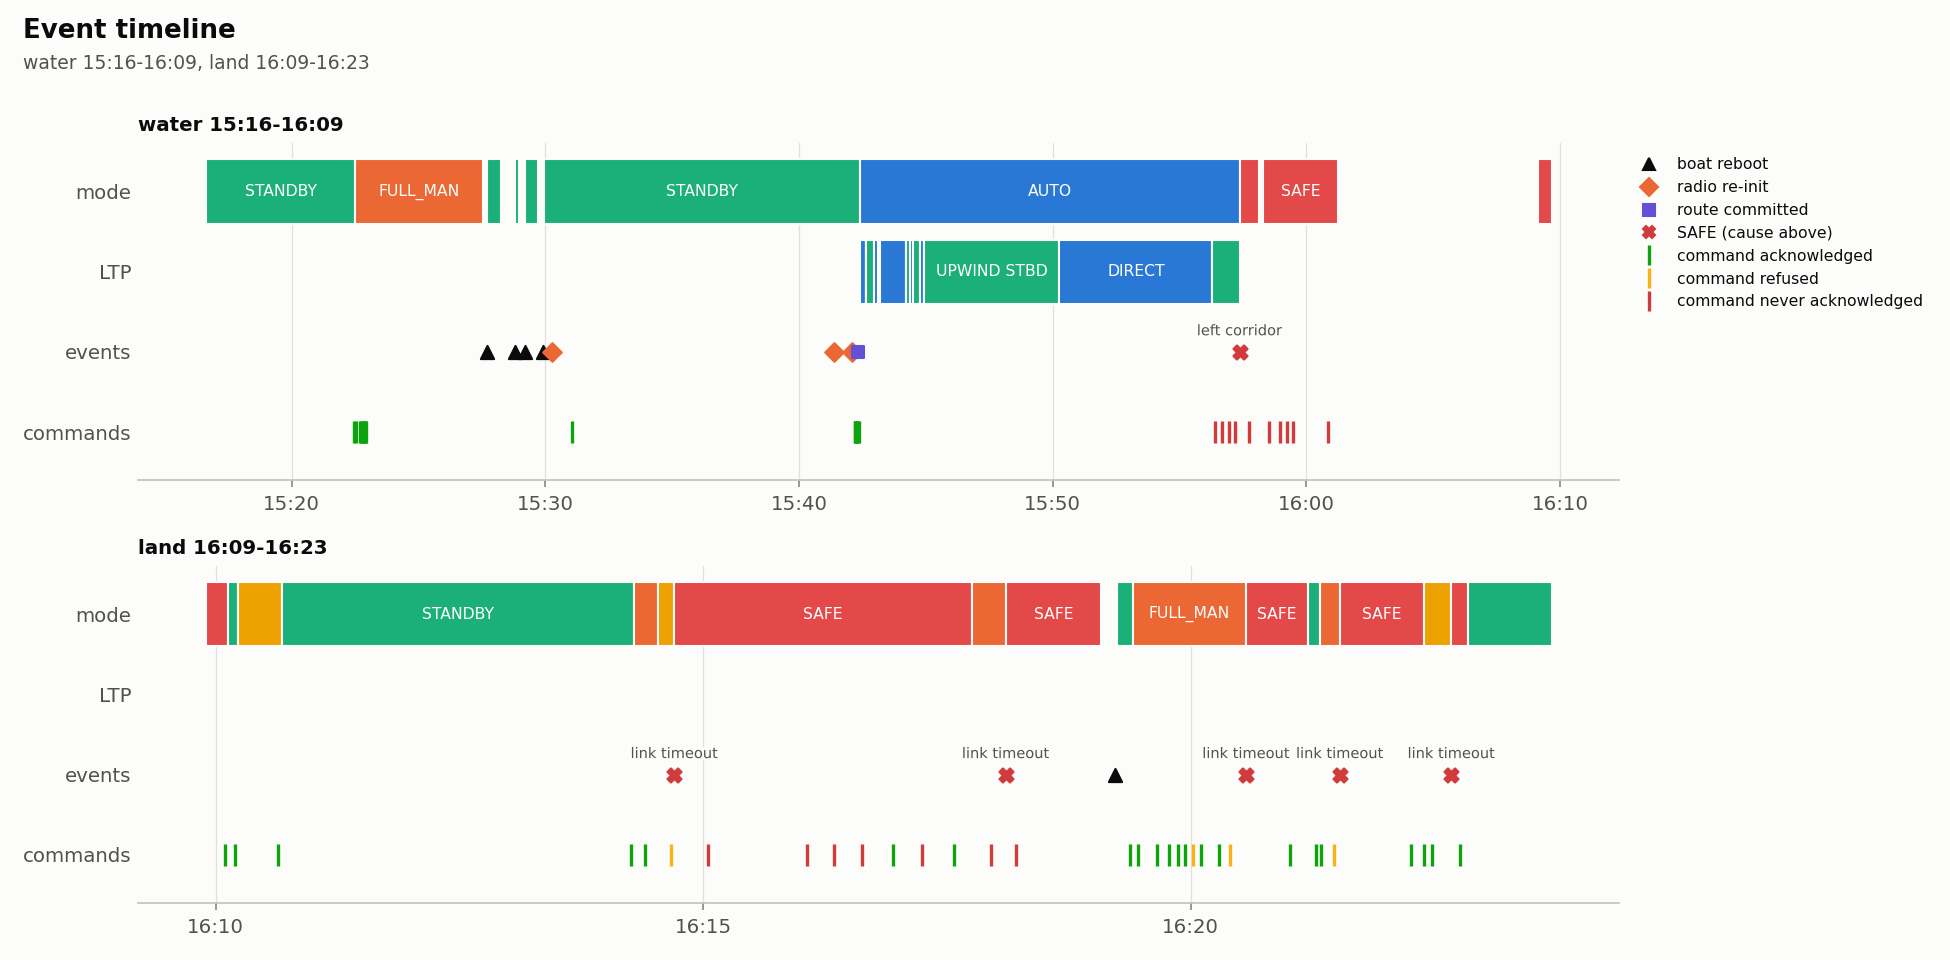 Event timeline
water 15:16-16:09, land 16:09-16:23
water 15:16-16:09
mode
STANDBY
FULL_MAN
STANDBY
AUTO
SAFE
LTP
UPWIND STBD
DIRECT
left corridor
events
commands
15:20
15:30
15:40
15:50
16:00
16:10
boat reboot
radio re-init
route committed
SAFE (cause above)
command acknowledged
command refused
command never acknowledged
land 16:09-16:23
mode
STANDBY
SAFE
SAFE
FULL_MAN
SAFE
SAFE
LTP
link timeout
link timeout
link timeout
link timeout
link timeout
events
commands
16:10
16:15
16:20